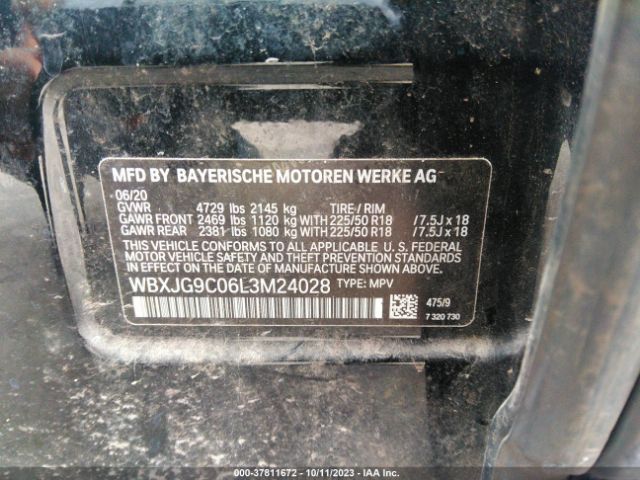 MFD BY BAYERISCHE MOTOREN WERKE AG
06/20
GVWR 4729 lbs 2145 kg TIRE / RIM
GAWR FRONT 2469 lbs 1120 kg WITH 225/50 R18 /7.5J x 18
GAWR REAR 2381 lbs 1080 kg WITH 225/50 R18 /7.5J x 18
THIS VEHICLE CONFORMS TO ALL APPLICABLE U. S. FEDERAL
MOTOR VEHICLE SAFETY AND THEFT PREVENTION STANDARDS
IN EFFECT ON THE DATE OF MANUFACTURE SHOWN ABOVE.
WBXJG9C06L3M24028 TYPE: MPV
475/9
7 320 730
000-37811672 - 10/11/2023 - IAA Inc.